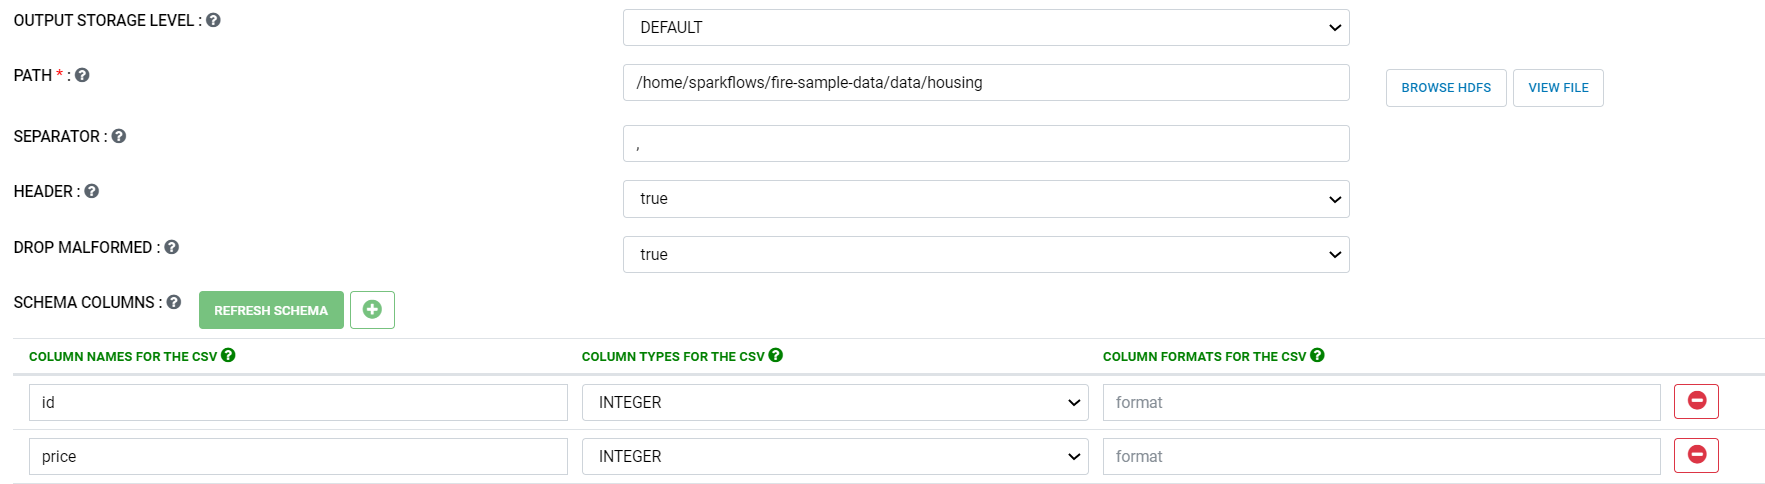 OUTPUT STORAGE LEVEL : ?
DEFAULT
PATH * : ?
/home/sparkflows/fire-sample-data/data/housing
BROWSE HDFS
VIEW FILE
SEPARATOR : ?
,
HEADER : ?
true
DROP MALFORMED : ?
true
SCHEMA COLUMNS : ?
REFRESH SCHEMA
COLUMN NAMES FOR THE CSV ? COLUMN TYPES FOR THE CSV ? COLUMN FORMATS FOR THE CSV ?
id INTEGER format
price INTEGER format